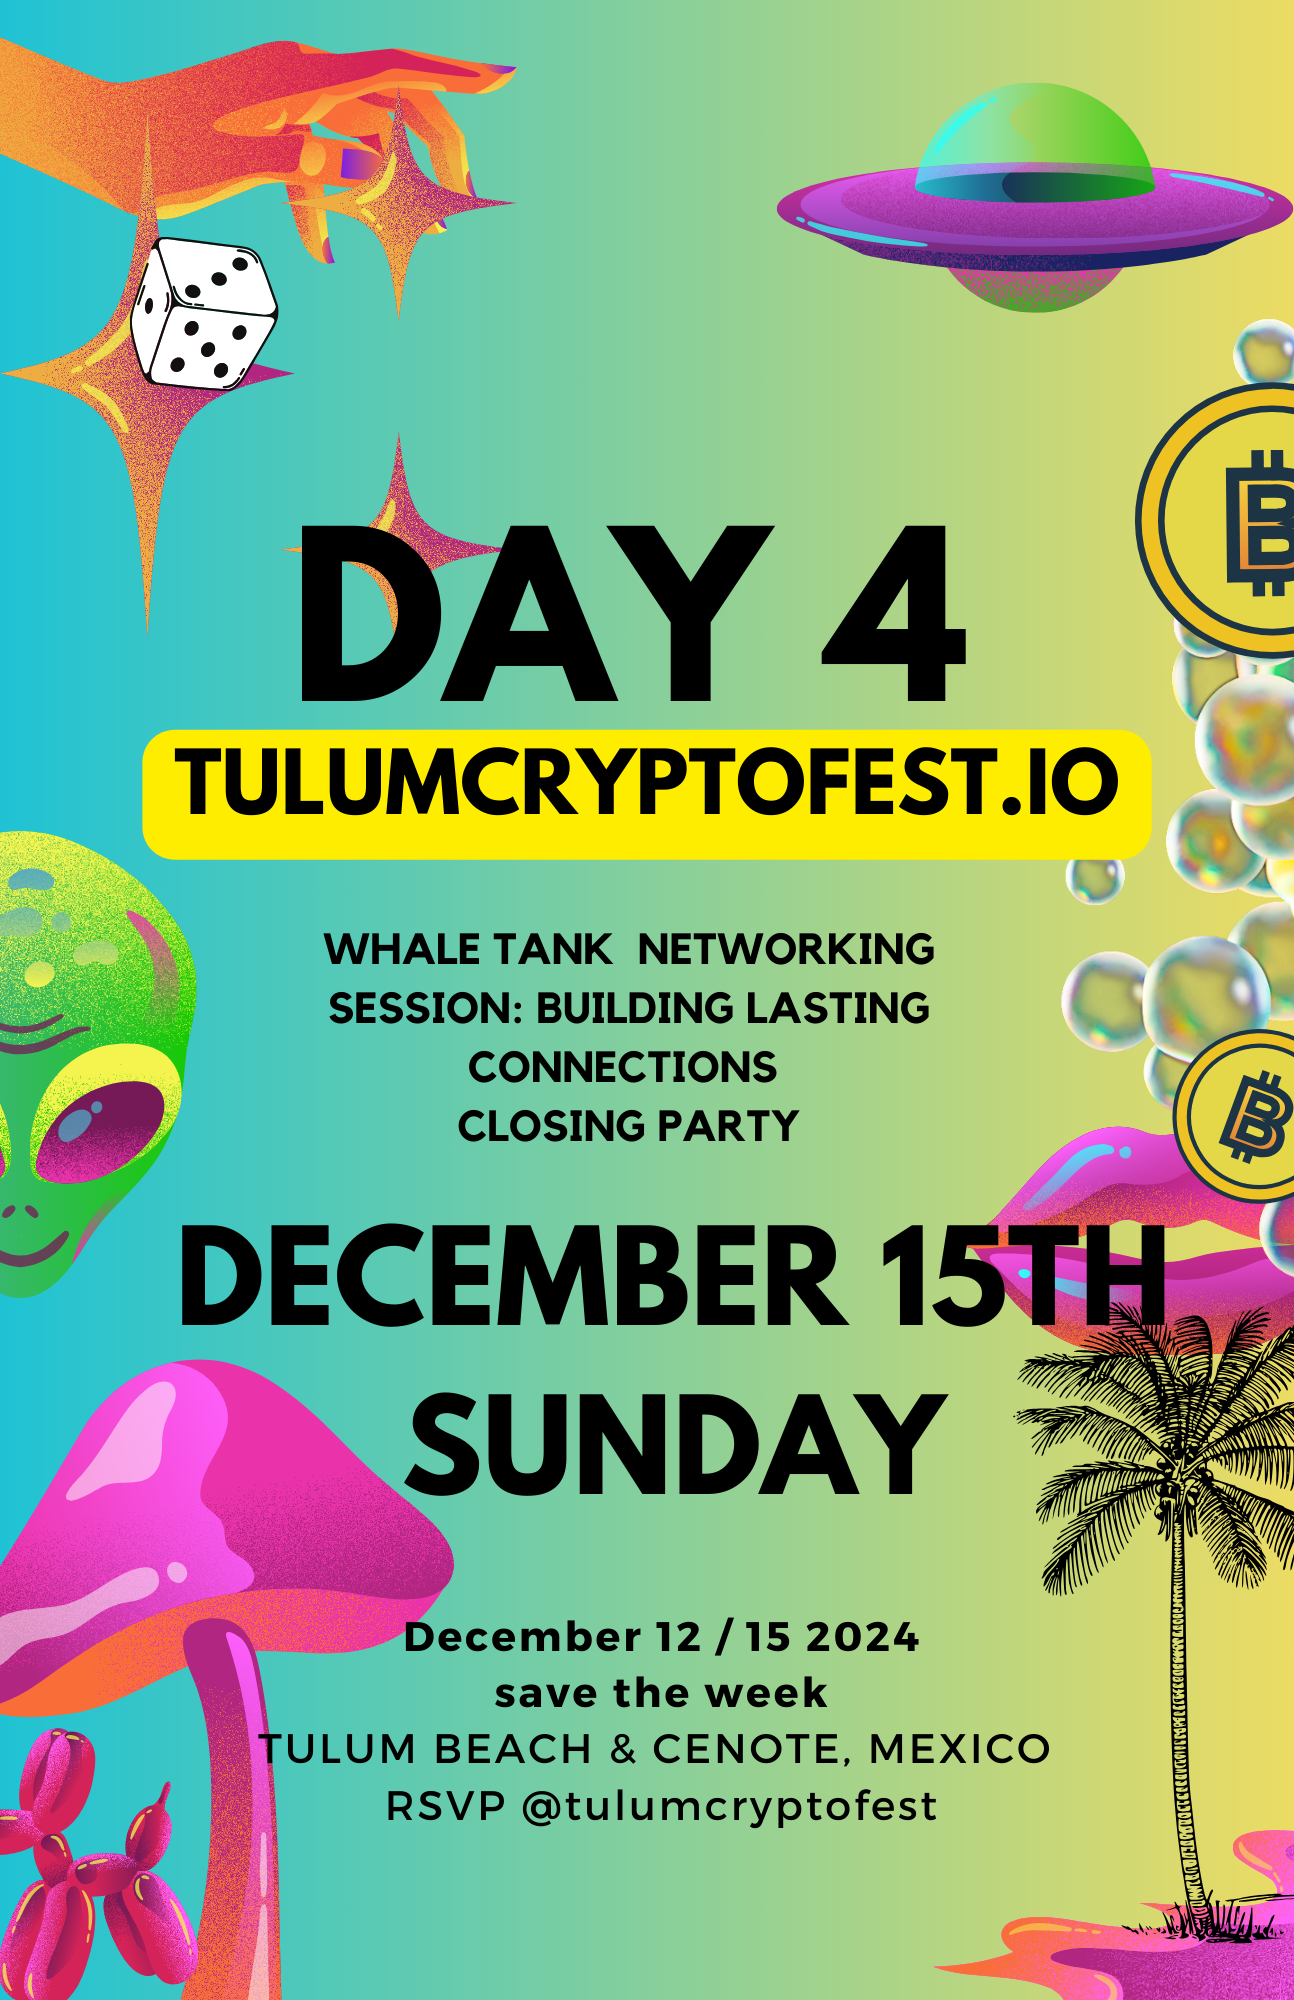 DAY 4
TULUMCRYPTOFEST.IO
WHALE TANK NETWORKING
SESSION: BUILDING LASTING
CONNECTIONS
CLOSING PARTY
DECEMBER 15TH
SUNDAY
December 12 / 15 2024
save the week
TULUM BEACH & CENOTE, MEXICO
RSVP @tulumcryptofest